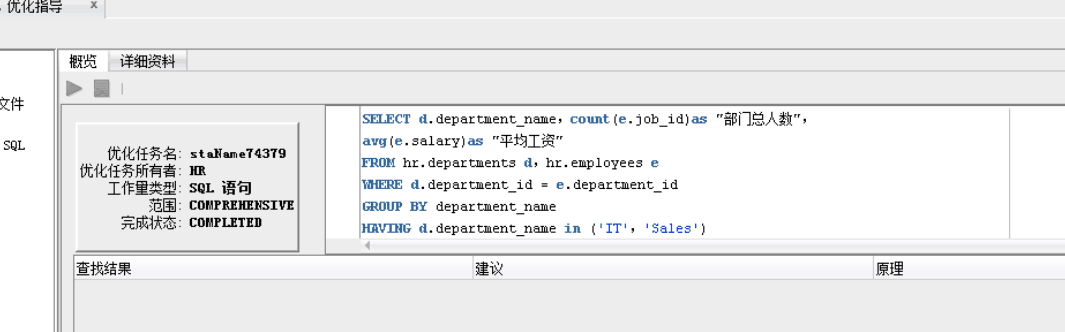 优化指导 x
概览 详细资料
文件
SQL
优化任务名: staName74379
优化任务所有者: HR
工作量类型: SQL 语句
范围: COMPREHENSIVE
完成状态: COMPLETED
SELECT d.department_name，count(e.job_id)as "部门总人数"，
avg(e.salary)as "平均工资"
FROM hr.departments d，hr.employees e
WHERE d.department_id = e.department_id
GROUP BY department_name
HAVING d.department_name in ('IT'，'Sales')
查找结果 建议 原理